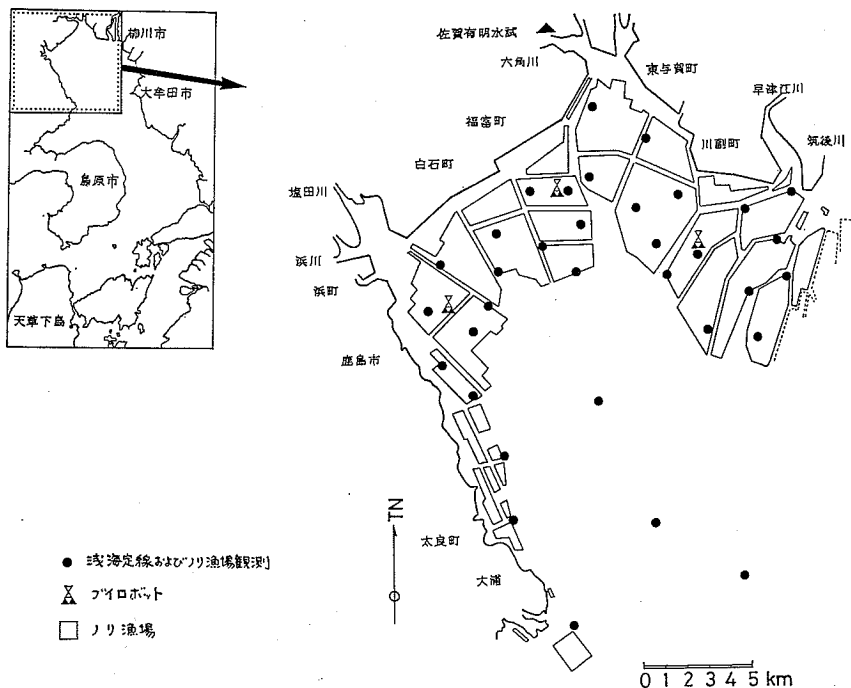 柳川市
大牟田市
島原市
天草下島
佐賀有明水試
六角川
東与賀町
早津江川
福富町
川副町
筑後川
白石町
塩田川
浜川
浜町
鹿島市
TN
太良町
大浦
浅海定線およびノリ漁場観測
ブイロボット
ノリ漁場
0 1 2 3 4 5 km